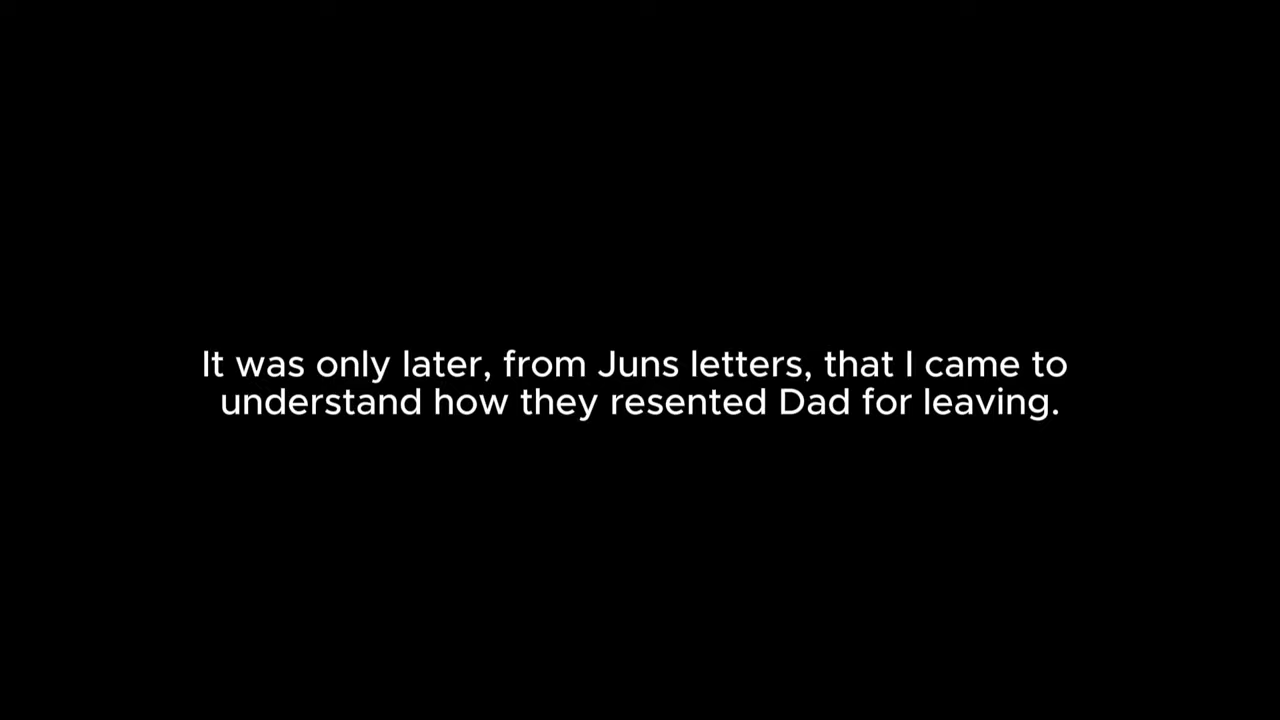 It was only later, from Juns letters, that I came to
understand how they resented Dad for leaving.